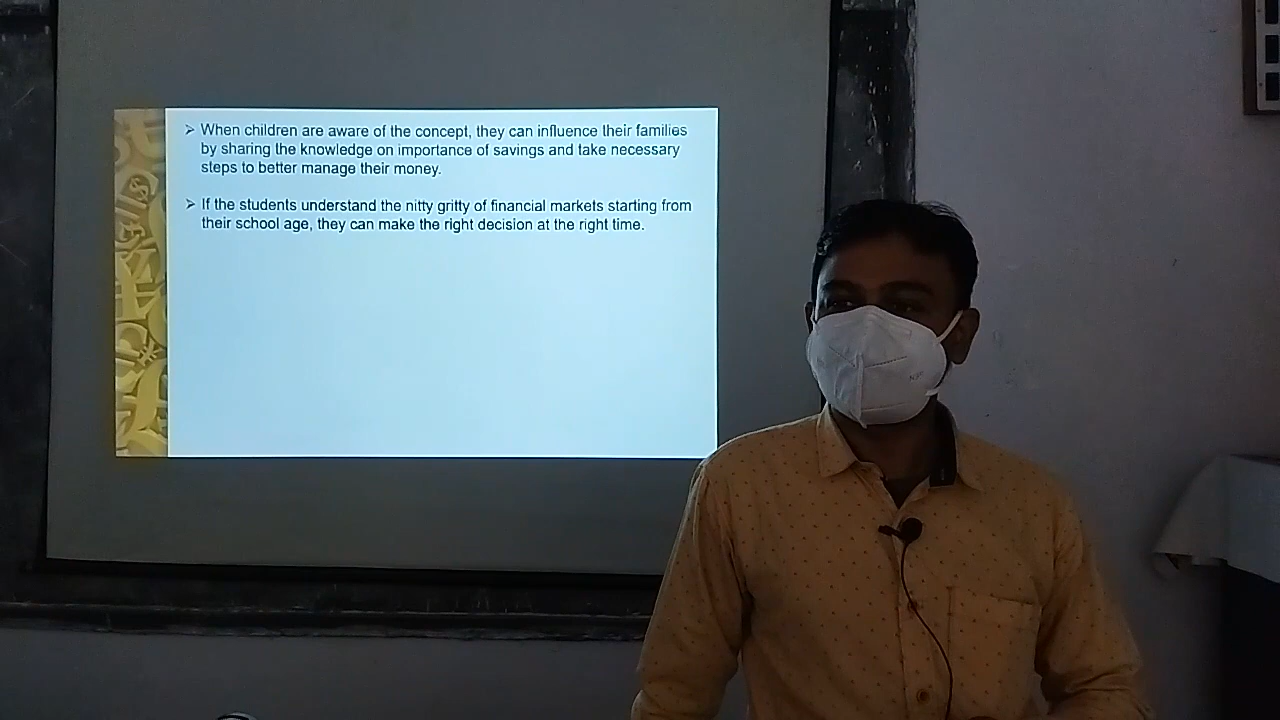 ➢ When children are aware of the concept, they can influence their families
by sharing the knowledge on importance of savings and take necessary
steps to better manage their money.
➢ If the students understand the nitty gritty of financial markets starting from
their school age, they can make the right decision at the right time.